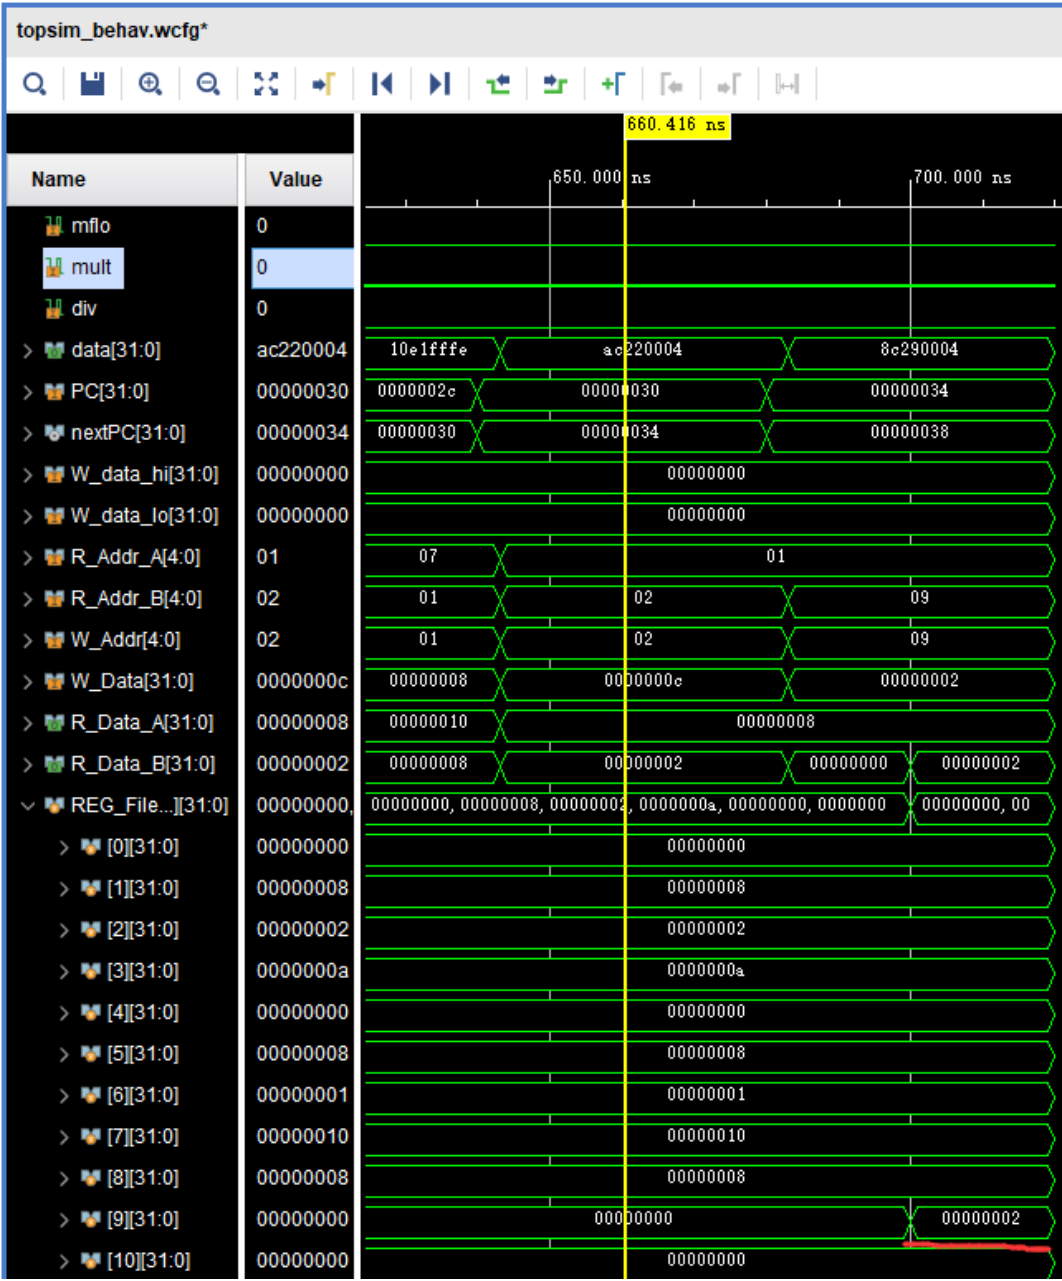 topsim_behav.wcfg*
660.416 ns
Name Value 650.000 ns 700.000 ns
mflo 0
mult 0
div 0
data[31:0] ac220004 10e1fffe ac220004 8c290004
PC[31:0] 00000030 0000002c 00000030 00000034
nextPC[31:0] 00000034 00000030 00000034 00000038
W_data_hi[31:0] 00000000 00000000
W_data_lo[31:0] 00000000 00000000
R_Addr_A[4:0] 01 07 01
R_Addr_B[4:0] 02 01 02 09
W_Addr[4:0] 02 01 02 09
W_Data[31:0] 0000000c 00000008 0000000c 00000002
R_Data_A[31:0] 00000008 00000010 00000008
R_Data_B[31:0] 00000002 00000008 00000002 00000000 00000002
REG_File...][31:0] 00000000, 00000000, 00000008, 00000002, 0000000a, 00000000, 0000000 00000000, 00
[0][31:0] 00000000 00000000
[1][31:0] 00000008 00000008
[2][31:0] 00000002 00000002
[3][31:0] 0000000a 0000000a
[4][31:0] 00000000 00000000
[5][31:0] 00000008 00000008
[6][31:0] 00000001 00000001
[7][31:0] 00000010 00000010
[8][31:0] 00000008 00000008
[9][31:0] 00000000 00000000 00000002
[10][31:0] 00000000 00000000